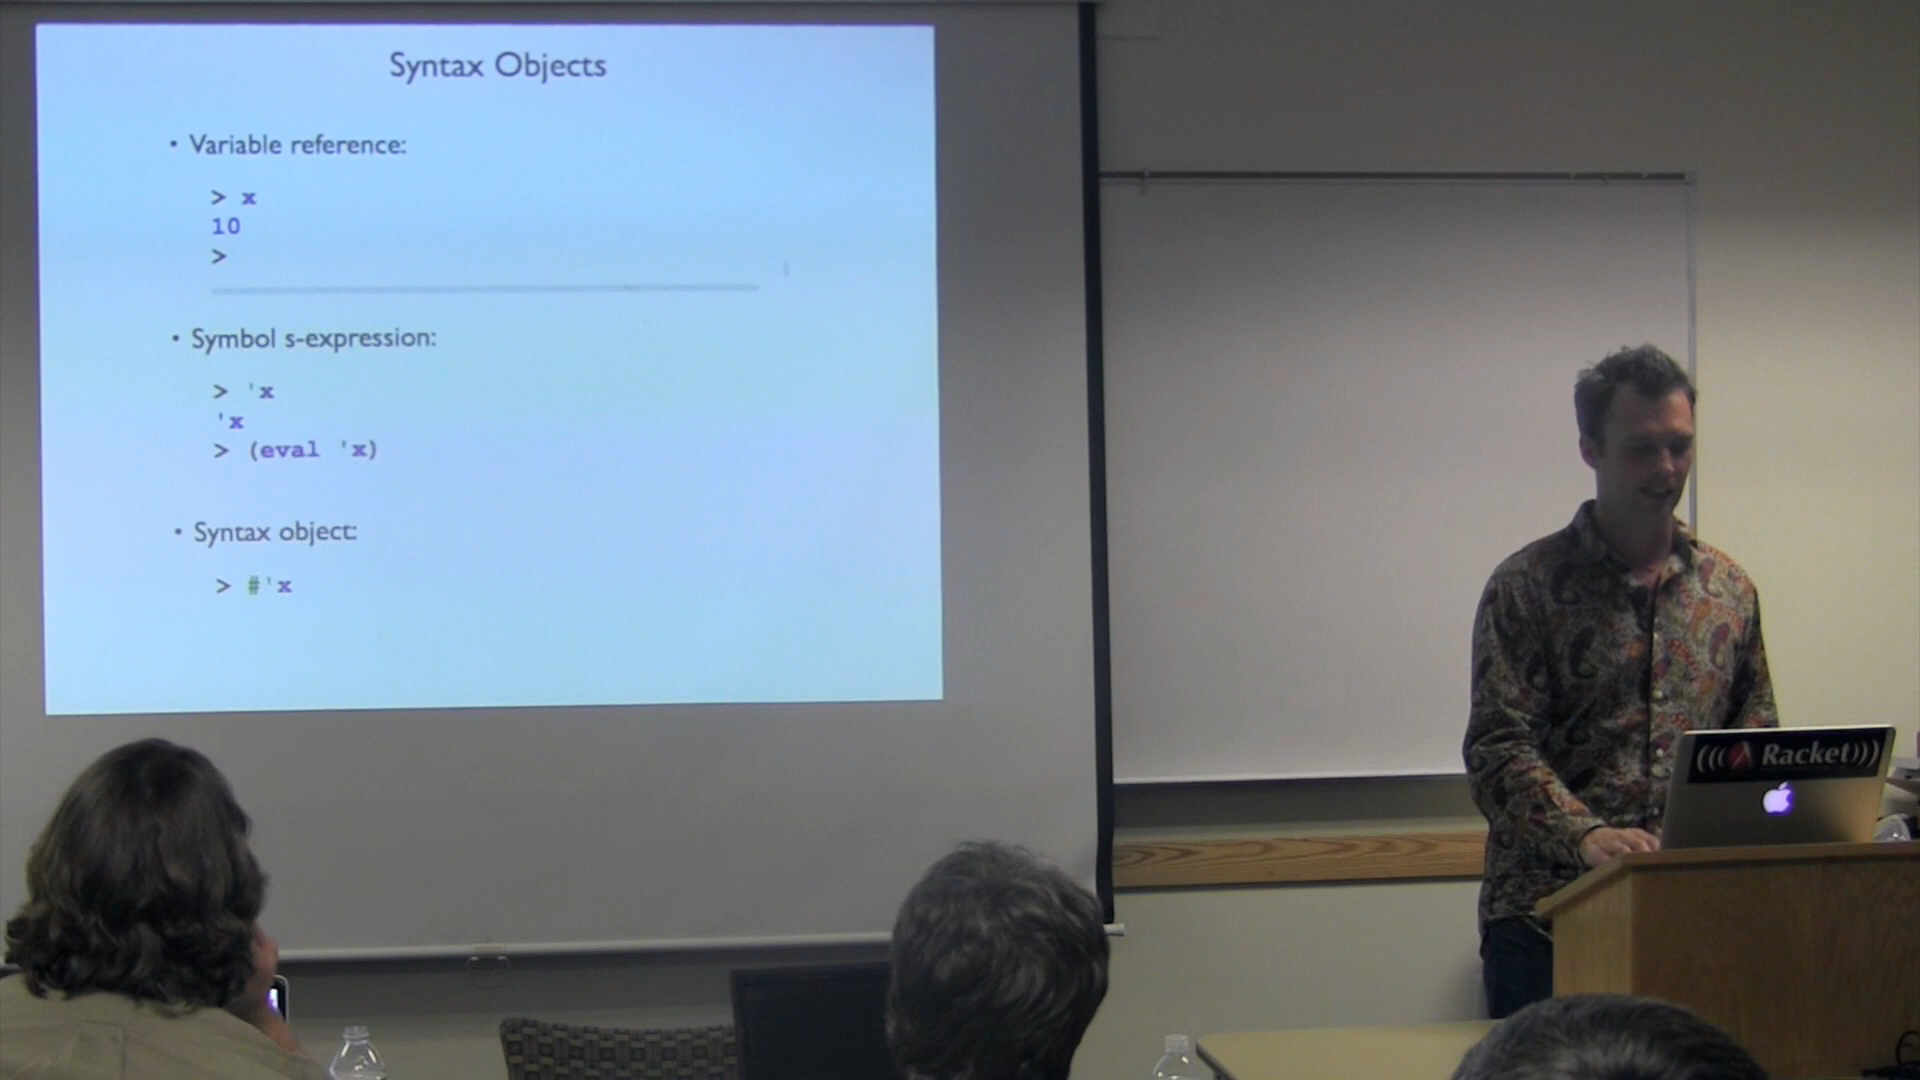 Syntax Objects
• Variable reference:
> x
10
>
• Symbol s-expression:
> 'x
'x
> (eval 'x)
• Syntax object:
> #'x
(((Racket)))